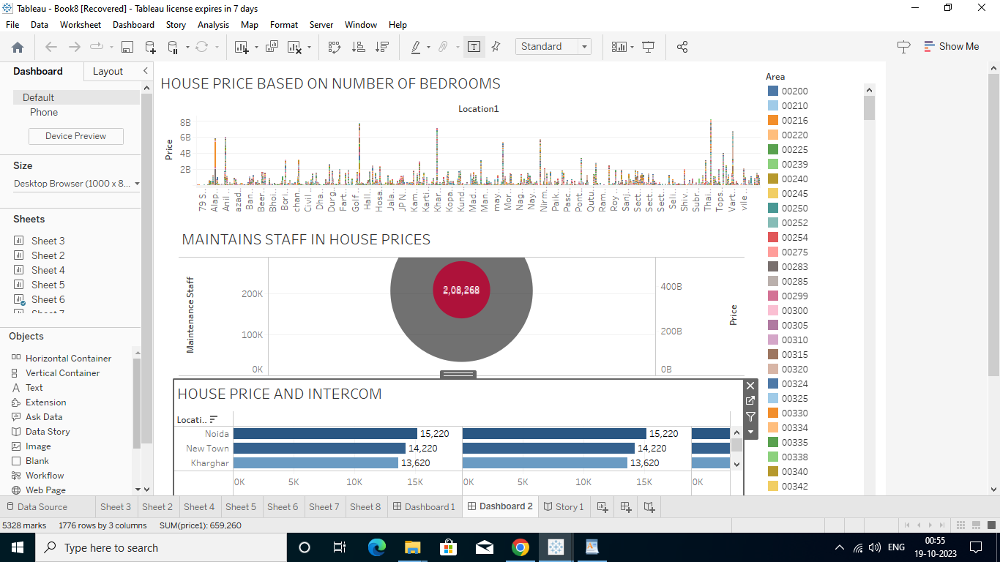 Tableau - Book8 [Recovered] - Tableau license expires in 7 days
File Data Worksheet Dashboard Story Analysis Map Format Server Window Help
Standard
Show Me
Dashboard
Layout
Default
Phone
Device Preview
Size
Desktop Browser (1000 x 8...
Sheets
Sheet 3
Sheet 2
Sheet 4
Sheet 5
Sheet 6
Objects
Horizontal Container
Vertical Container
Text
Extension
Ask Data
Data Story
Image
Blank
Workflow
Web Page
HOUSE PRICE BASED ON NUMBER OF BEDROOMS
Location1
Price
8B
6B
4B
2B
7S S.. Alap.. Amil.. azad.. Ban.. Beer.. Bhoi.. Bori.. chan.. Civil .. Dha.. Durg.. Fart.. Golf .. Hall.. Hosa.. Jala.. JP N.. Kam.. Karti.. Khar.. Kopa.. Kund.. Mad.. Man.. may.. Mor.. Nag.. Nay.. Nirm.. Paik.. Pasc.. Pont.. Qutu.. Ram.. Roy .. Sanj.. Sect.. Sect.. Sect.. Seli.. Shiv.. Subr.. Thai.. Tops.. Vart.. vile ..
MAINTAINS STAFF IN HOUSE PRICES
Maintenance Staff
200K
100K
0K
400B
200B
0B
Price
HOUSE PRICE AND INTERCOM
Locati..
Noida 15,220 15,220
New Town 14,220 14,220
Kharghar 13,620 13,620
0K 5K 10K 15K 0K 5K 10K 15K 0K
Area
00200
00210
00216
00220
00225
00239
00240
00245
00250
00252
00254
00275
00283
00285
00299
00300
00305
00310
00315
00320
00324
00325
00330
00334
00335
00338
00340
00342
Data Source Sheet 3 Sheet 2 Sheet 4 Sheet 5 Sheet 6 Sheet 7 Sheet 8 Dashboard 1 Dashboard 2 Story 1
5328 marks 1776 rows by 3 columns SUM(price1): 659,260
Type here to search
ENG
00:55
19-10-2023